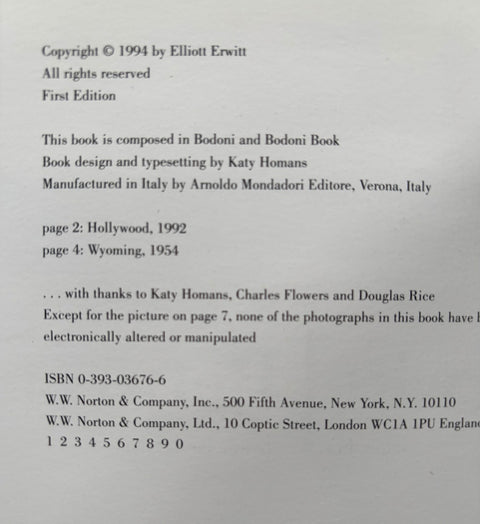 Copyright © 1994 by Elliott Erwitt
All rights reserved
First Edition
This book is composed in Bodoni and Bodoni Book
Book design and typesetting by Katy Homans
Manufactured in Italy by Arnoldo Mondadori Editore, Verona, Italy
page 2: Hollywood, 1992
page 4: Wyoming, 1954
. . . with thanks to Katy Homans, Charles Flowers and Douglas Rice
Except for the picture on page 7, none of the photographs in this book have
electronically altered or manipulated
ISBN 0-393-03676-6
W.W. Norton & Company, Inc., 500 Fifth Avenue, New York, N.Y. 10110
W.W. Norton & Company, Ltd., 10 Coptic Street, London WC1A 1PU England
1 2 3 4 5 6 7 8 9 0